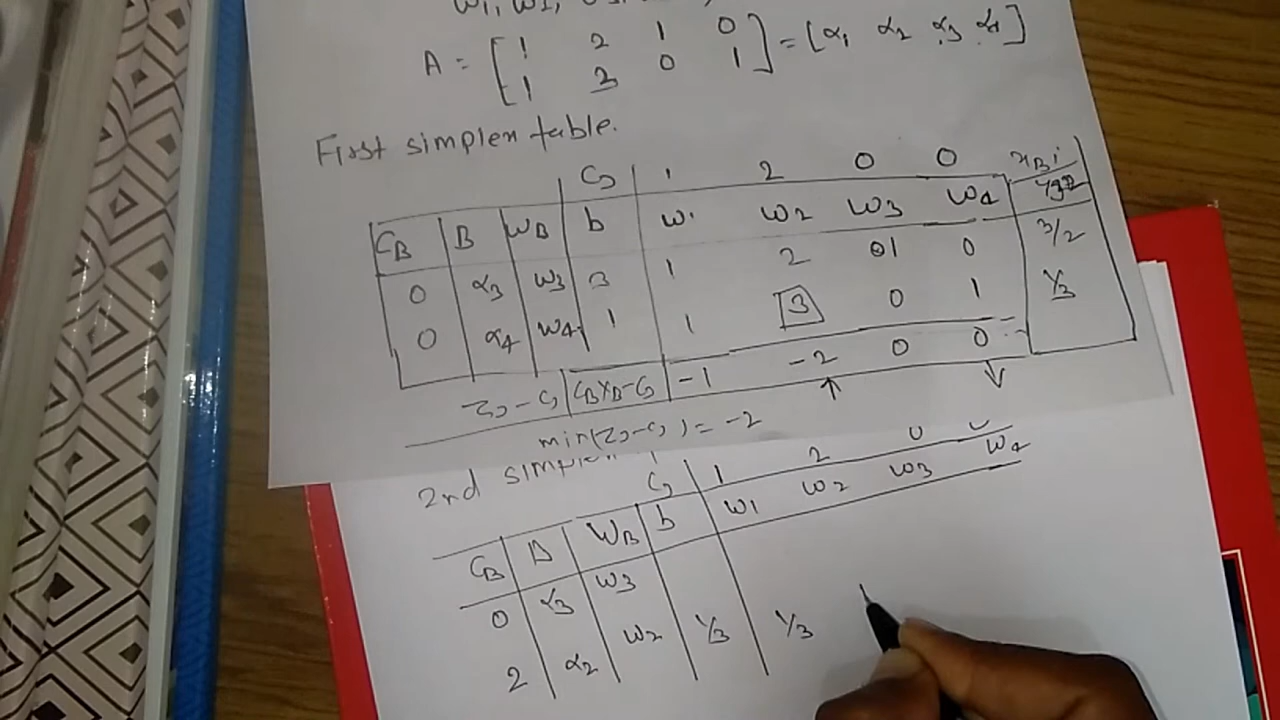 w1, w2,
A = [ 1 2 1 0
1 3 0 1 ] = [α1 α2 α3 α4]
First simplex table.
Cj 1 2 0 0 xBi
CB B WB b w1 w2 w3 w4
0 α3 w3 3 1 2 01 0 3/2
0 α4 w4 1 1 3 0 1 1/3
zj - cj CBXB-Cj -1 -2 0 0
min(zj-cj) = -2
2nd simplex
Cj 1 2 0 0
CB B WB b w1 w2 w3 w4
0 α3 w3
2 α2 w2 1/3 1/3